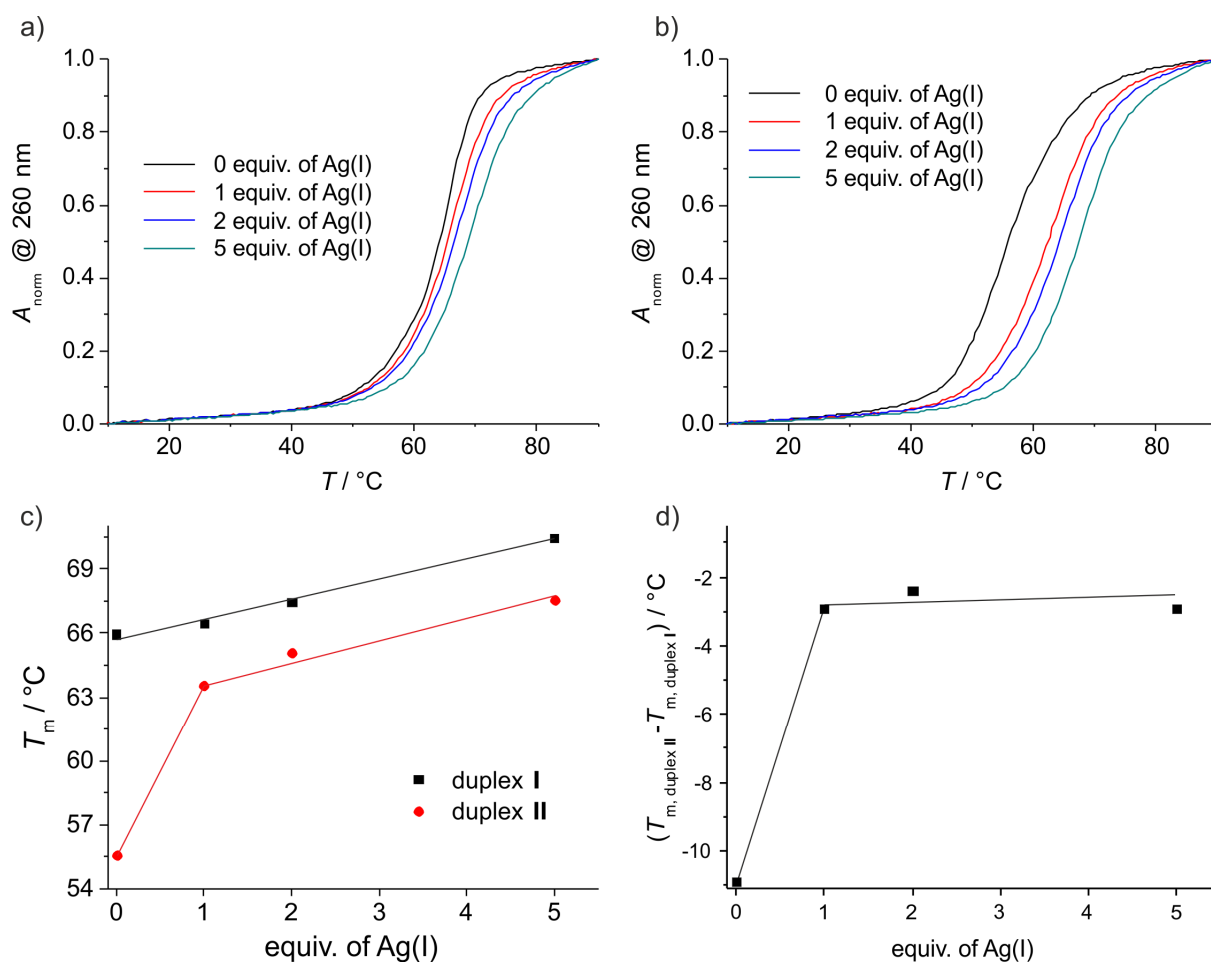 a)
1.0
0.8
0.6
0.4
0.2
0.0
A norm @ 260 nm
0 equiv. of Ag(I)
1 equiv. of Ag(I)
2 equiv. of Ag(I)
5 equiv. of Ag(I)
20 40 60 80
T / °C
b)
1.0
0.8
0.6
0.4
0.2
0.0
A norm @ 260 nm
0 equiv. of Ag(I)
1 equiv. of Ag(I)
2 equiv. of Ag(I)
5 equiv. of Ag(I)
20 40 60 80
T / °C
c)
69
66
63
60
57
54
T m / °C
duplex I
duplex II
0 1 2 3 4 5
equiv. of Ag(I)
d)
-2
-4
-6
-8
-10
(T m, duplex II - T m, duplex I) / °C
0 1 2 3 4 5
equiv. of Ag(I)